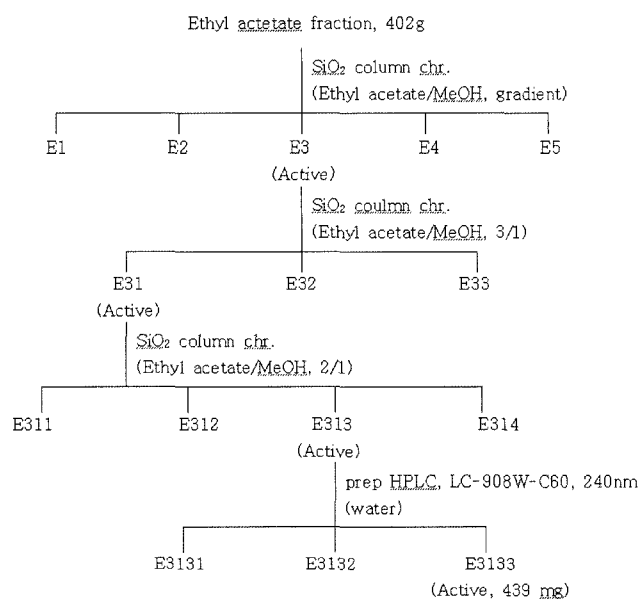 Ethyl actetate fraction, 402g
SiO₂ column chr.
(Ethyl acetate/MeOH, gradient)
E1 E2 E3 E4 E5
(Active)
SiO₂ coulmn chr.
(Ethyl acetate/MeOH, 3/1)
E31 E32 E33
(Active)
SiO₂ column chr.
(Ethyl acetate/MeOH, 2/1)
E311 E312 E313 E314
(Active)
prep HPLC, LC-908W-C60, 240nm
(water)
E3131 E3132 E3133
(Active, 439 mg)